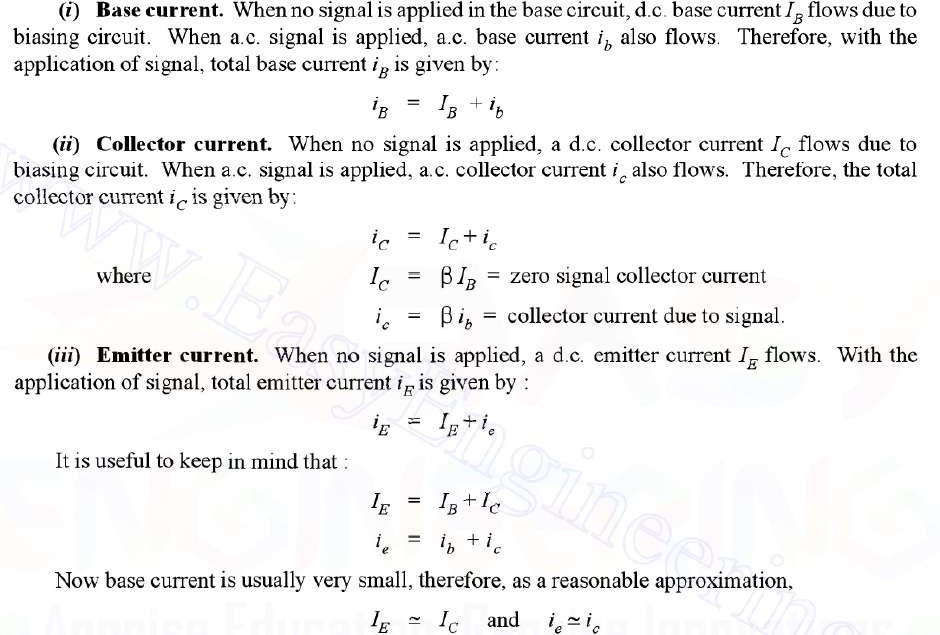 (i) Base current. When no signal is applied in the base circuit, d.c. base current I_B flows due to
biasing circuit. When a.c. signal is applied, a.c. base current i_b also flows. Therefore, with the
application of signal, total base current i_B is given by:
i_B = I_B + i_b
(ii) Collector current. When no signal is applied, a d.c. collector current I_C flows due to
biasing circuit. When a.c. signal is applied, a.c. collector current i_c also flows. Therefore, the total
collector current i_C is given by:
i_C = I_C + i_c
where I_C = β I_B = zero signal collector current
i_c = β i_b = collector current due to signal.
(iii) Emitter current. When no signal is applied, a d.c. emitter current I_E flows. With the
application of signal, total emitter current i_E is given by :
i_E = I_E + i_e
It is useful to keep in mind that :
I_E = I_B + I_C
i_e = i_b + i_c
Now base current is usually very small, therefore, as a reasonable approximation,
I_E ≃ I_C and i_e ≃ i_c
www.EasyEngineerin